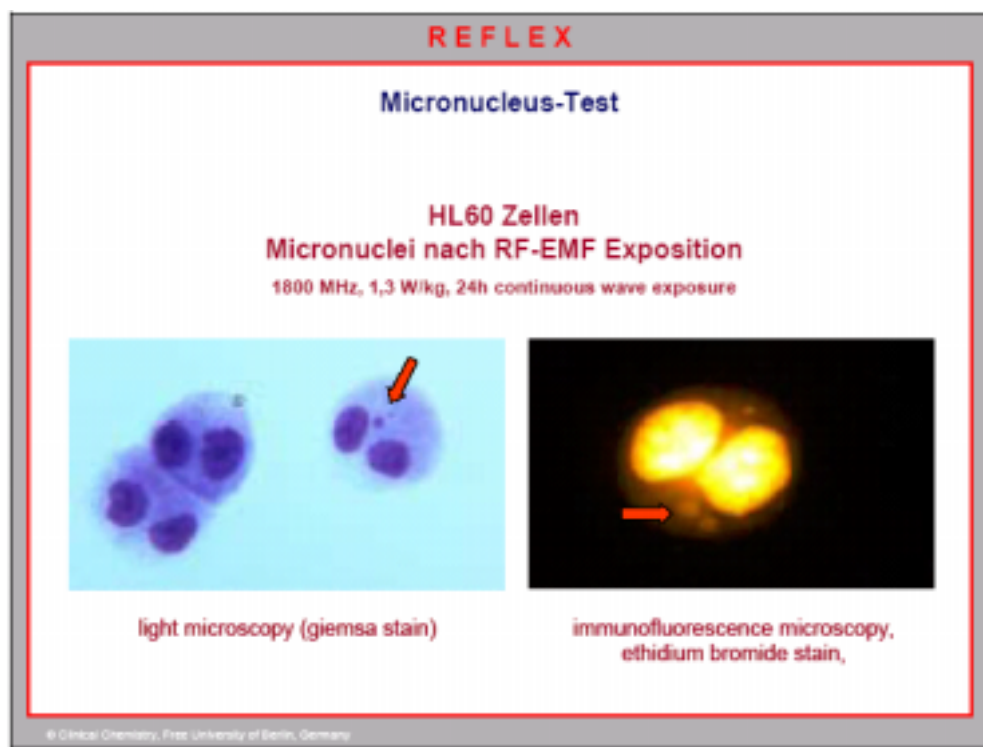 REFLEX
Micronucleus-Test
HL60 Zellen
Micronuclei nach RF-EMF Exposition
1800 MHz, 1,3 W/kg, 24h continuous wave exposure
light microscopy (giemsa stain)
immunofluorescence microscopy,
ethidium bromide stain,
© Clinical Chemistry, Free University of Berlin, Germany